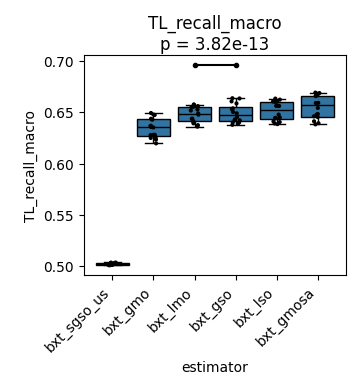 TL_recall_macro
p = 3.82e-13
0.70
0.65
0.60
0.55
0.50
TL_recall_macro
bxt_sgso_us
bxt_gmo
bxt_lmo
bxt_gso
bxt_lso
bxt_gmosa
estimator